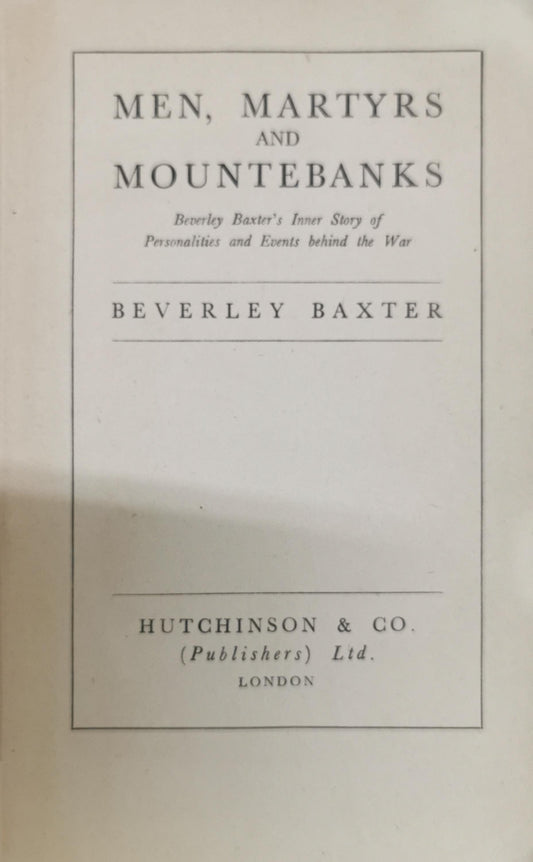 MEN, MARTYRS
AND
MOUNTEBANKS
Beverley Baxter's Inner Story of
Personalities and Events behind the War
BEVERLEY BAXTER
HUTCHINSON & CO.
(Publishers) Ltd.
LONDON